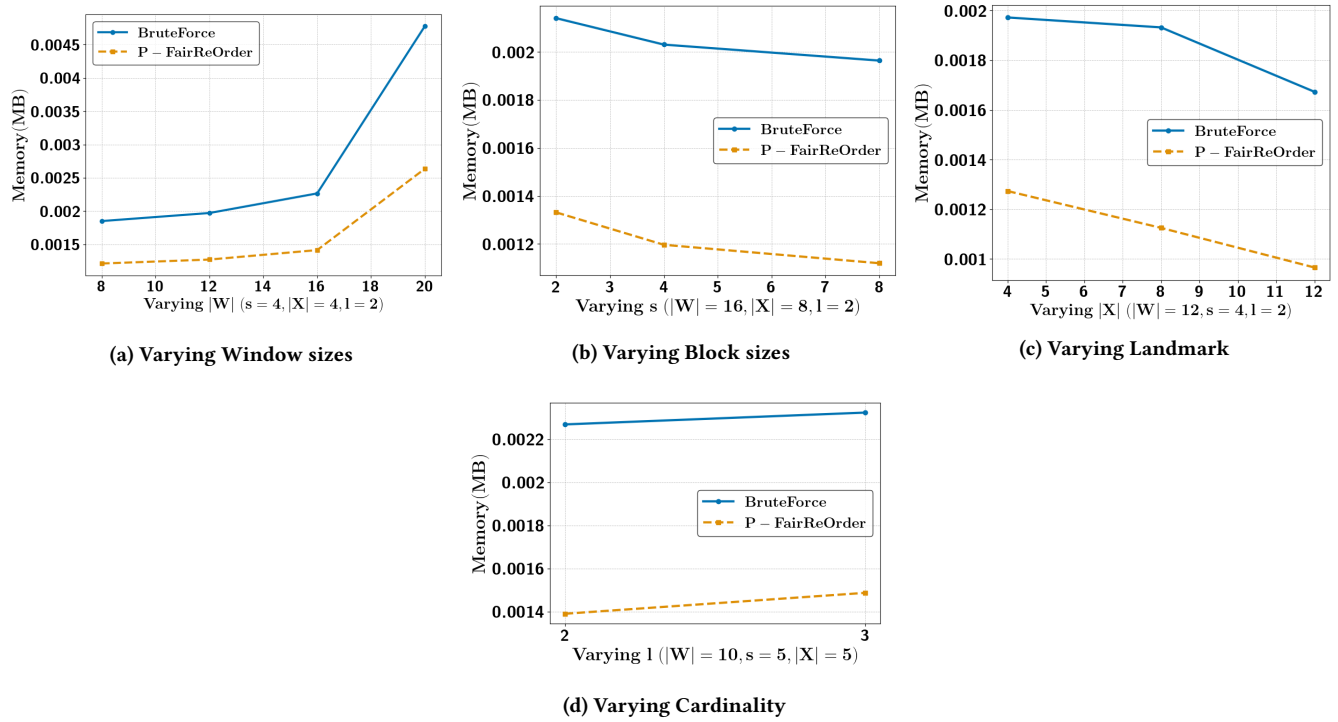 0.0045
0.004
0.0035
0.003
0.0025
0.002
0.0015
Memory(MB)
BruteForce
P − FairReOrder
8 10 12 14 16 18 20
Varying |W| (s = 4, |X| = 4, l = 2)
(a) Varying Window sizes
0.002
0.0018
0.0016
0.0014
0.0012
Memory(MB)
BruteForce
P − FairReOrder
2 3 4 5 6 7 8
Varying s (|W| = 16, |X| = 8, l = 2)
(b) Varying Block sizes
0.002
0.0018
0.0016
0.0014
0.0012
0.001
Memory(MB)
BruteForce
P − FairReOrder
4 5 6 7 8 9 10 11 12
Varying |X| (|W| = 12, s = 4, l = 2)
(c) Varying Landmark
0.0022
0.002
0.0018
0.0016
0.0014
Memory(MB)
BruteForce
P − FairReOrder
2 3
Varying l (|W| = 10, s = 5, |X| = 5)
(d) Varying Cardinality